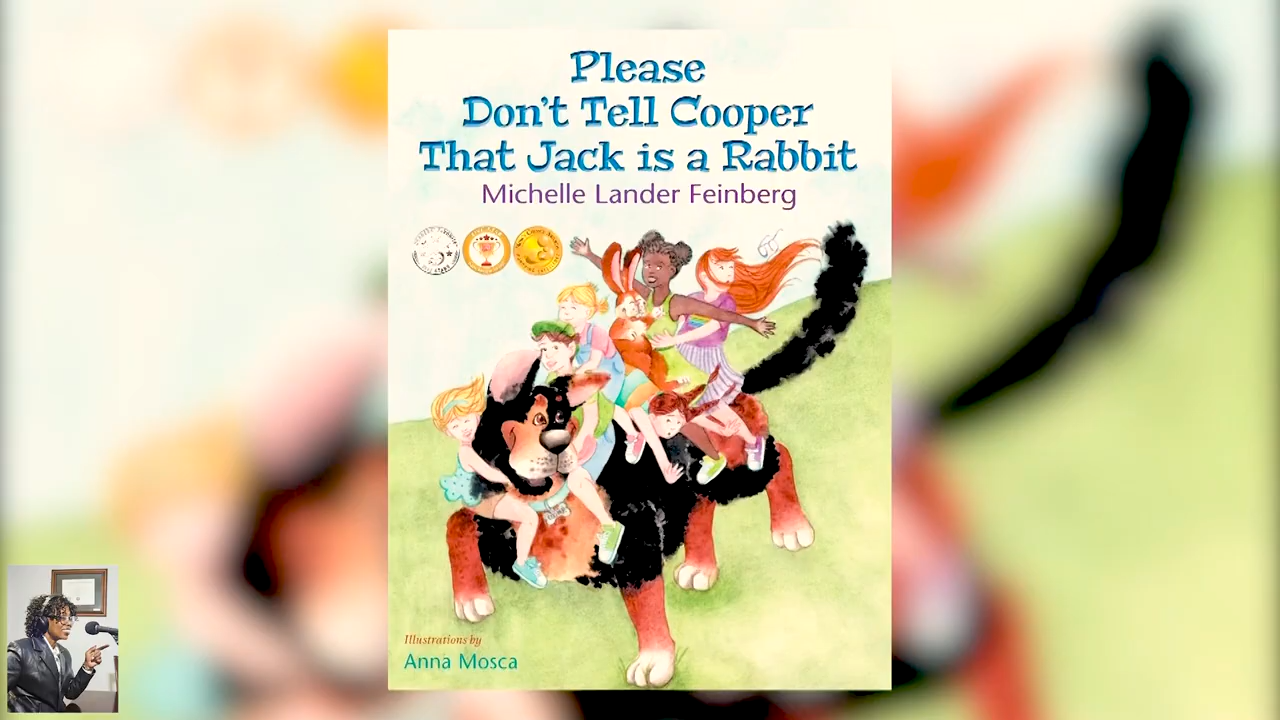 Please
Don't Tell Cooper
That Jack is a Rabbit
Michelle Lander Feinberg
Illustrations by
Anna Mosca